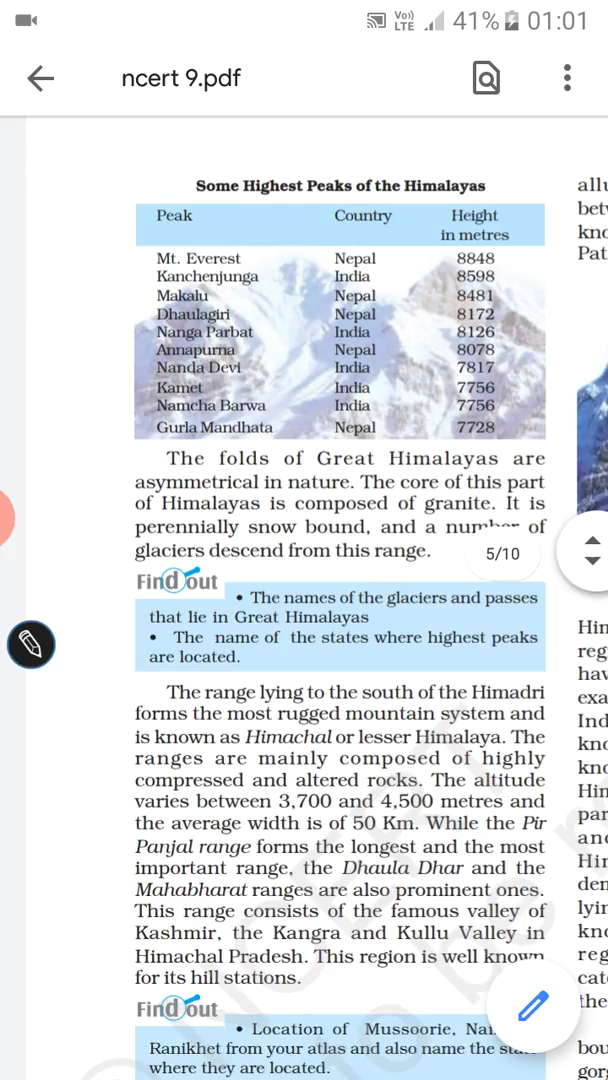 Vo))
LTE
41%
01:01
ncert 9.pdf
Some Highest Peaks of the Himalayas
Peak Country Height
in metres
Mt. Everest Nepal 8848
Kanchenjunga India 8598
Makalu Nepal 8481
Dhaulagiri Nepal 8172
Nanga Parbat India 8126
Annapurna Nepal 8078
Nanda Devi India 7817
Kamet India 7756
Namcha Barwa India 7756
Gurla Mandhata Nepal 7728
The folds of Great Himalayas are
asymmetrical in nature. The core of this part
of Himalayas is composed of granite. It is
perennially snow bound, and a number of
glaciers descend from this range.
5/10
Find out
• The names of the glaciers and passes
that lie in Great Himalayas
• The name of the states where highest peaks
are located.
The range lying to the south of the Himadri
forms the most rugged mountain system and
is known as Himachal or lesser Himalaya. The
ranges are mainly composed of highly
compressed and altered rocks. The altitude
varies between 3,700 and 4,500 metres and
the average width is of 50 Km. While the Pir
Panjal range forms the longest and the most
important range, the Dhaula Dhar and the
Mahabharat ranges are also prominent ones.
This range consists of the famous valley of
Kashmir, the Kangra and Kullu Valley in
Himachal Pradesh. This region is well known
for its hill stations.
Find out
• Location of Mussoorie,
Ranikhet from your atlas and also name the
where they are located.
NCERT